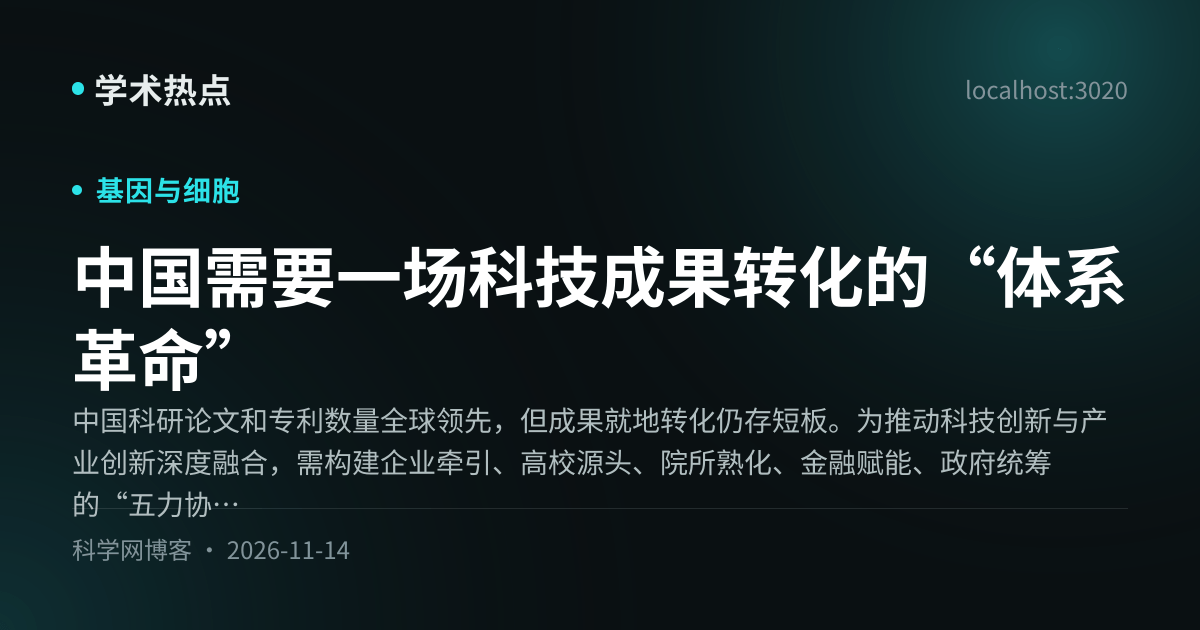 学术热点
localhost:3020
基因与细胞
中国需要一场科技成果转化的“体系
革命”
中国科研论文和专利数量全球领先，但成果就地转化仍存短板。为推动科技创新与产
业创新深度融合，需构建企业牵引、高校源头、院所熟化、金融赋能、政府统筹
的“五力协…
科学网博客 · 2026-11-14